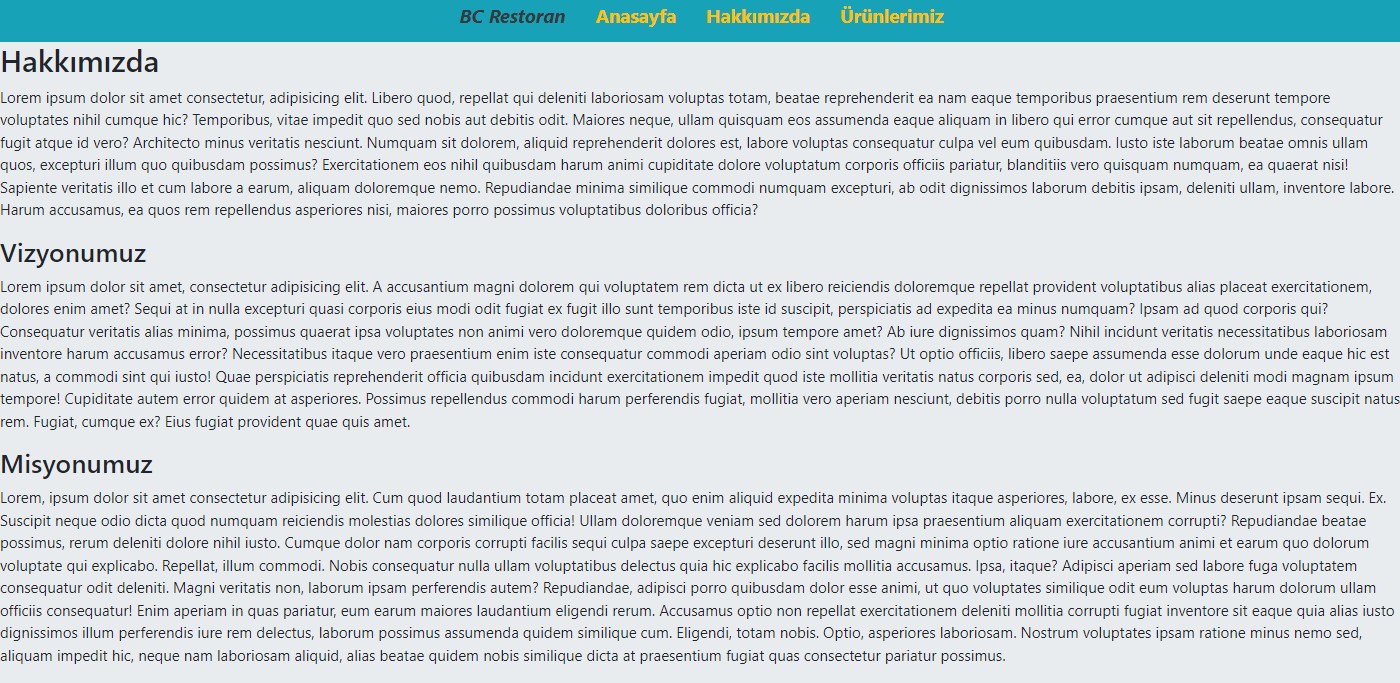 BC Restoran Anasayfa Hakkımızda Ürünlerimiz
Hakkımızda
Lorem ipsum dolor sit amet consectetur, adipisicing elit. Libero quod, repellat qui deleniti laboriosam voluptas totam, beatae reprehenderit ea nam eaque temporibus praesentium rem deserunt tempore
voluptates nihil cumque hic? Temporibus, vitae impedit quo sed nobis aut debitis odit. Maiores neque, ullam quisquam eos assumenda eaque aliquam in libero qui error cumque aut sit repellendus, consequatur
fugit atque id vero? Architecto minus veritatis nesciunt. Numquam sit dolorem, aliquid reprehenderit dolores est, labore voluptas consequatur culpa vel eum quibusdam. Iusto iste laborum beatae omnis ullam
quos, excepturi illum quo quibusdam possimus? Exercitationem eos nihil quibusdam harum animi cupiditate dolore voluptatum corporis officiis pariatur, blanditiis vero quisquam numquam, ea quaerat nisi!
Sapiente veritatis illo et cum labore a earum, aliquam doloremque nemo. Repudiandae minima similique commodi numquam excepturi, ab odit dignissimos laborum debitis ipsam, deleniti ullam, inventore labore.
Harum accusamus, ea quos rem repellendus asperiores nisi, maiores porro possimus voluptatibus doloribus officia?
Vizyonumuz
Lorem ipsum dolor sit amet, consectetur adipisicing elit. A accusantium magni dolorem qui voluptatem rem dicta ut ex libero reiciendis doloremque repellat provident voluptatibus alias placeat exercitationem,
dolores enim amet? Sequi at in nulla excepturi quasi corporis eius modi odit fugiat ex fugit illo sunt temporibus iste id suscipit, perspiciatis ad expedita ea minus numquam? Ipsam ad quod corporis qui?
Consequatur veritatis alias minima, possimus quaerat ipsa voluptates non animi vero doloremque quidem odio, ipsum tempore amet? Ab iure dignissimos quam? Nihil incidunt veritatis necessitatibus laboriosam
inventore harum accusamus error? Necessitatibus itaque vero praesentium enim iste consequatur commodi aperiam odio sint voluptas? Ut optio officiis, libero saepe assumenda esse dolorum unde eaque hic est
natus, a commodi sint qui iusto! Quae perspiciatis reprehenderit officia quibusdam incidunt exercitationem impedit quod iste mollitia veritatis natus corporis sed, ea, dolor ut adipisci deleniti modi magnam ipsum
tempore! Cupiditate autem error quidem at asperiores. Possimus repellendus commodi harum perferendis fugiat, mollitia vero aperiam nesciunt, debitis porro nulla voluptatum sed fugit saepe eaque suscipit natus
rem. Fugiat, cumque ex? Eius fugiat provident quae quis amet.
Misyonumuz
Lorem, ipsum dolor sit amet consectetur adipisicing elit. Cum quod laudantium totam placeat amet, quo enim aliquid expedita minima voluptas itaque asperiores, labore, ex esse. Minus deserunt ipsam sequi. Ex.
Suscipit neque odio dicta quod numquam reiciendis molestias dolores similique officia! Ullam doloremque veniam sed dolorem harum ipsa praesentium aliquam exercitationem corrupti? Repudiandae beatae
possimus, rerum deleniti dolore nihil iusto. Cumque dolor nam corporis corrupti facilis sequi culpa saepe excepturi deserunt illo, sed magni minima optio ratione iure accusantium animi et earum quo dolorum
voluptate qui explicabo. Repellat, illum commodi. Nobis consequatur nulla ullam voluptatibus delectus quia hic explicabo facilis mollitia accusamus. Ipsa, itaque? Adipisci aperiam sed labore fuga voluptatem
consequatur odit deleniti. Magni veritatis non, laborum ipsam perferendis autem? Repudiandae, adipisci porro quibusdam dolor esse animi, ut quo voluptates similique odit eum voluptas harum dolorum ullam
officiis consequatur! Enim aperiam in quas pariatur, eum earum maiores laudantium eligendi rerum. Accusamus optio non repellat exercitationem deleniti mollitia corrupti fugiat inventore sit eaque quia alias iusto
dignissimos illum perferendis iure rem delectus, laborum possimus assumenda quidem similique cum. Eligendi, totam nobis. Optio, asperiores laboriosam. Nostrum voluptates ipsam ratione minus nemo sed,
aliquam impedit hic, neque nam laboriosam aliquid, alias beatae quidem nobis similique dicta at praesentium fugiat quas consectetur pariatur possimus.